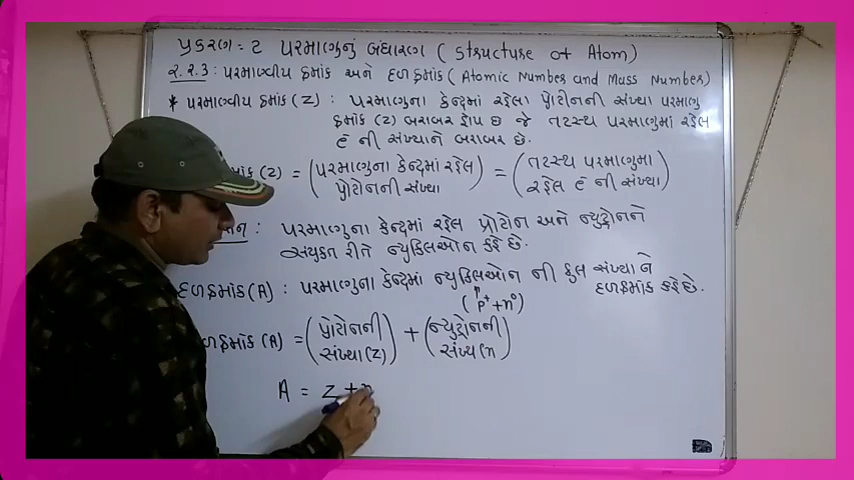 પ્રકરણ = 2 પરમાણુનું બંધારણ ( Structure of Atom)
2.2.3 : પરમાણ્વીય ક્રમાંક અને દળક્રમાંક ( Atomic Number and Mass Number)
* પરમાણ્વીય ક્રમાંક (Z) : પરમાણુના કેન્દ્રમાં રહેલા પ્રોટોનની સંખ્યા પરમાણુ
ક્રમાંક (Z) બરાબર હોય છે જે તટસ્થ પરમાણુમાં રહેલ
ē ની સંખ્યાને બરાબર છે.
(Z) = (પરમાણુના કેન્દ્રમાં રહેલ પ્રોટોનની સંખ્યા) = (તટસ્થ પરમાણુમા રહેલ ē ની સંખ્યા)
: પરમાણુના કેન્દ્રમાં રહેલ પ્રોટોન અને ન્યુટ્રોનને
સંયુક્ત રીતે ન્યુક્લિઓન કહે છે.
દળક્રમાંક (A) : પરમાણુના કેન્દ્રમાં ન્યુક્લિઓન ની કુલ સંખ્યા ને
દળક્રમાંક કહે છે.
(p⁺ + n⁰)
(A) = (પ્રોટોનની સંખ્યા (Z)) + (ન્યુટ્રોનની સંખ્ય (n)
A = Z + n